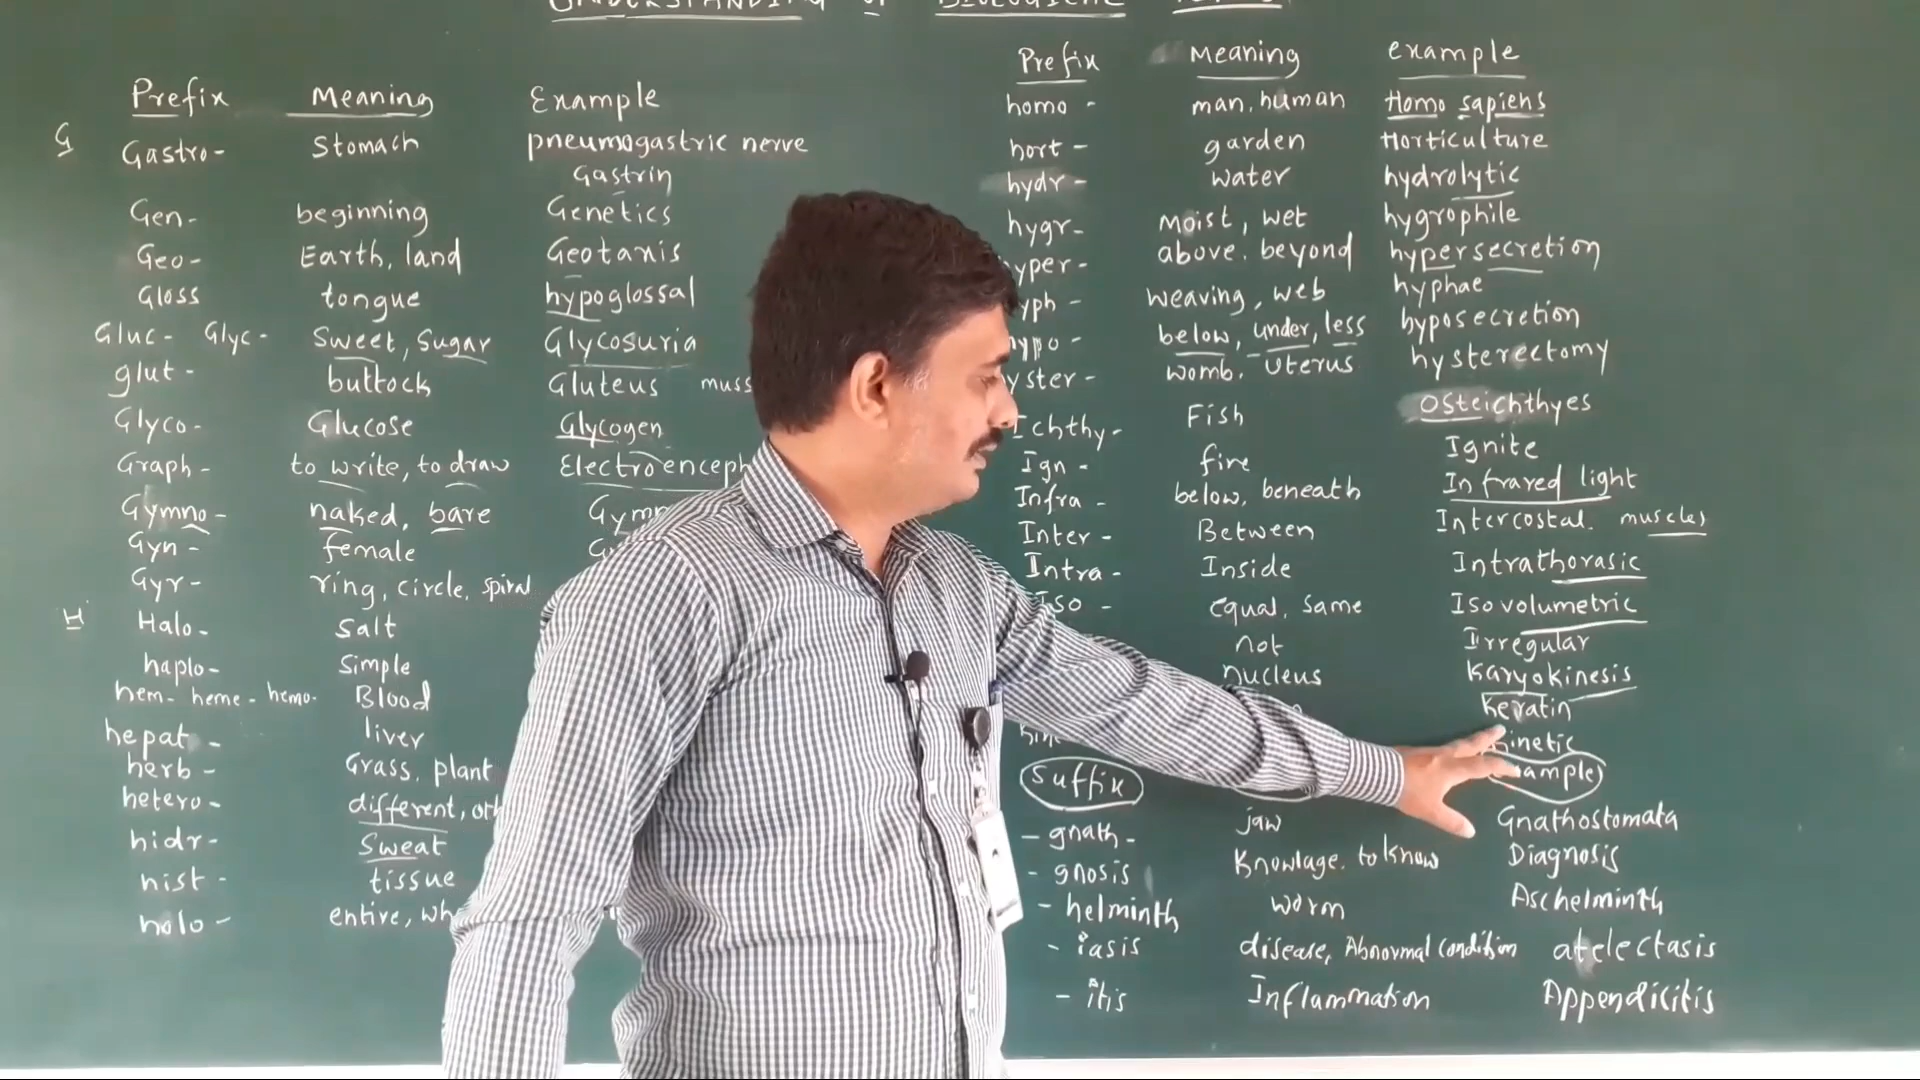 UNDERSTANDING OF BIOLOGICAL
Prefix Meaning Example
G
Gastro- Stomach pneumogastric nerve
Gastrin
Gen- beginning Genetics
Geo- Earth, land Geotaxis
Gloss tongue hypoglossal
Gluc- Glyc- Sweet, Sugar Glycosuria
glut- buttock Gluteus
Glyco- Glucose Glycogen
Graph- to write, to draw
Gymno- naked, bare
Gyn- female
Gyr- ring, circle, spiral
H
Halo- Salt
haplo- Simple
hem- heme- hemo- Blood
hepat- liver
herb- Grass, plant
hetero- different,
hidr- Sweat
hist- tissue
holo- entire,
Prefix Meaning example
homo- man, human Homo sapiens
hort- garden Horticulture
hydr- water hydrolytic
hygr- Moist, wet hygrophile
above, beyond hypersecretion
weaving, web hyphae
below, under, less hyposecretion
womb, Uterus hysterectomy
Ichthy- Fish Osteichthyes
Ign- fire Ignite
Infra- below, beneath Infrared light
Inter- Between Intercostal muscles
Intra- Inside Intrathorasic
Iso- equal, same Isovolumetric
not Irregular
nucleus Karyokinesis
Keratin
Kinetic
Suffix
-gnath- jaw Gnathostomata
-gnosis Knowlage, to know Diagnosis
-helminth worm Aschelminth
-iasis disease, Abnormal condition atelectasis
-itis Inflammation Appendicitis